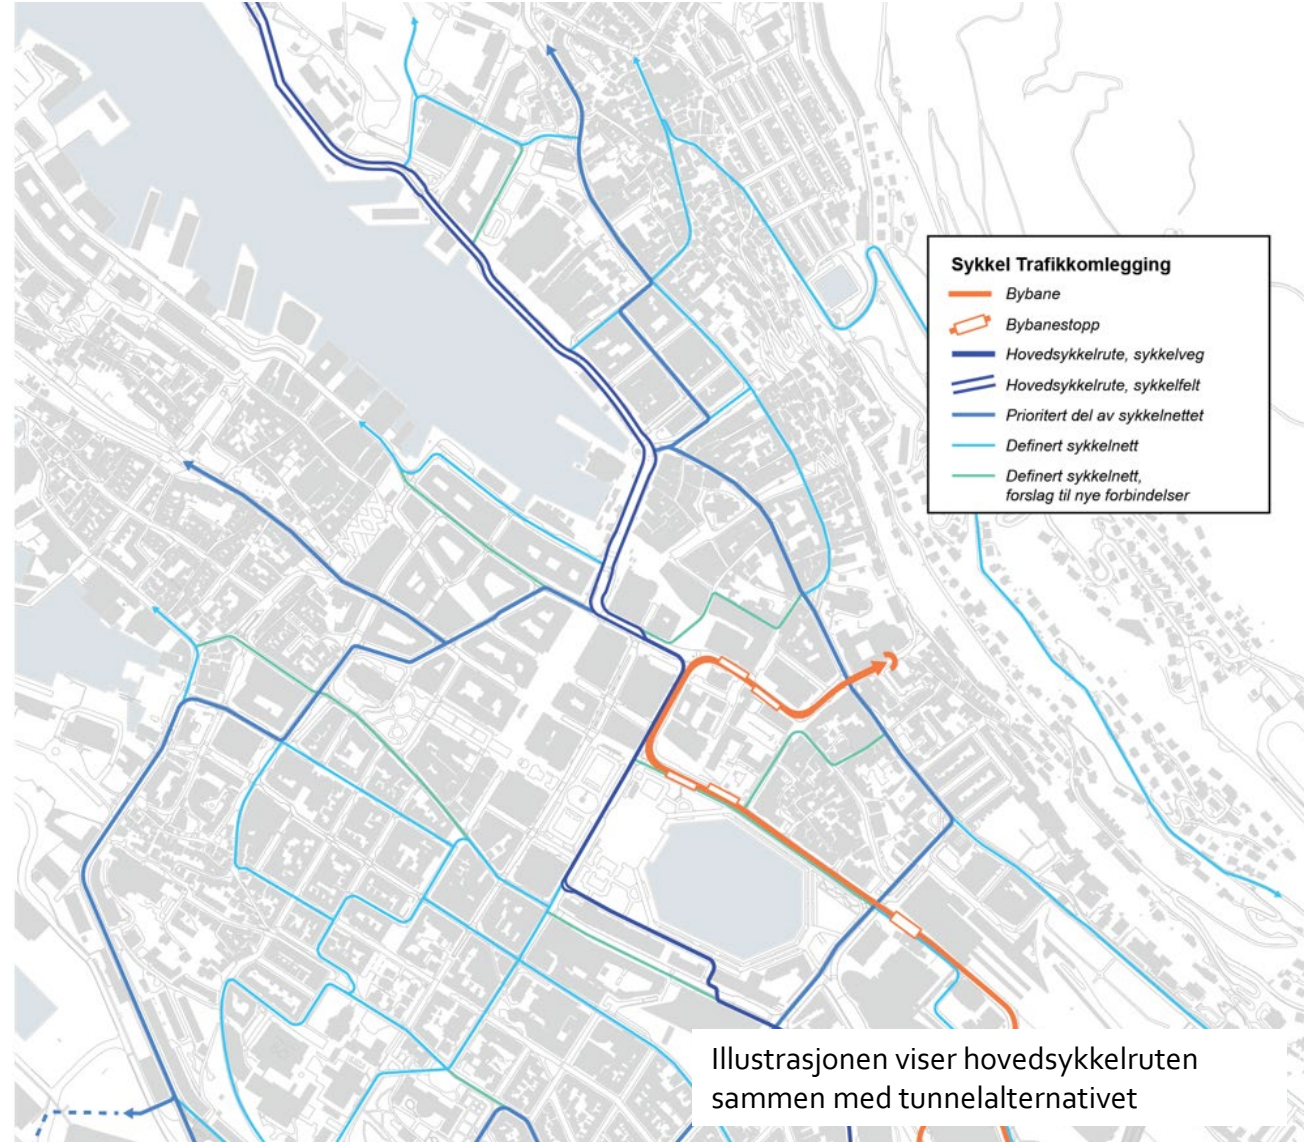 Sykkel Trafikkomlegging
Bybane
Bybanestopp
Hovedsykkelrute, sykkelveg
Hovedsykkelrute, sykkelfelt
Prioritert del av sykkelnettet
Definert sykkelnett
Definert sykkelnett,
forslag til nye forbindelser
Illustrasjonen viser hovedsykkelruten
sammen med tunnelalternativet